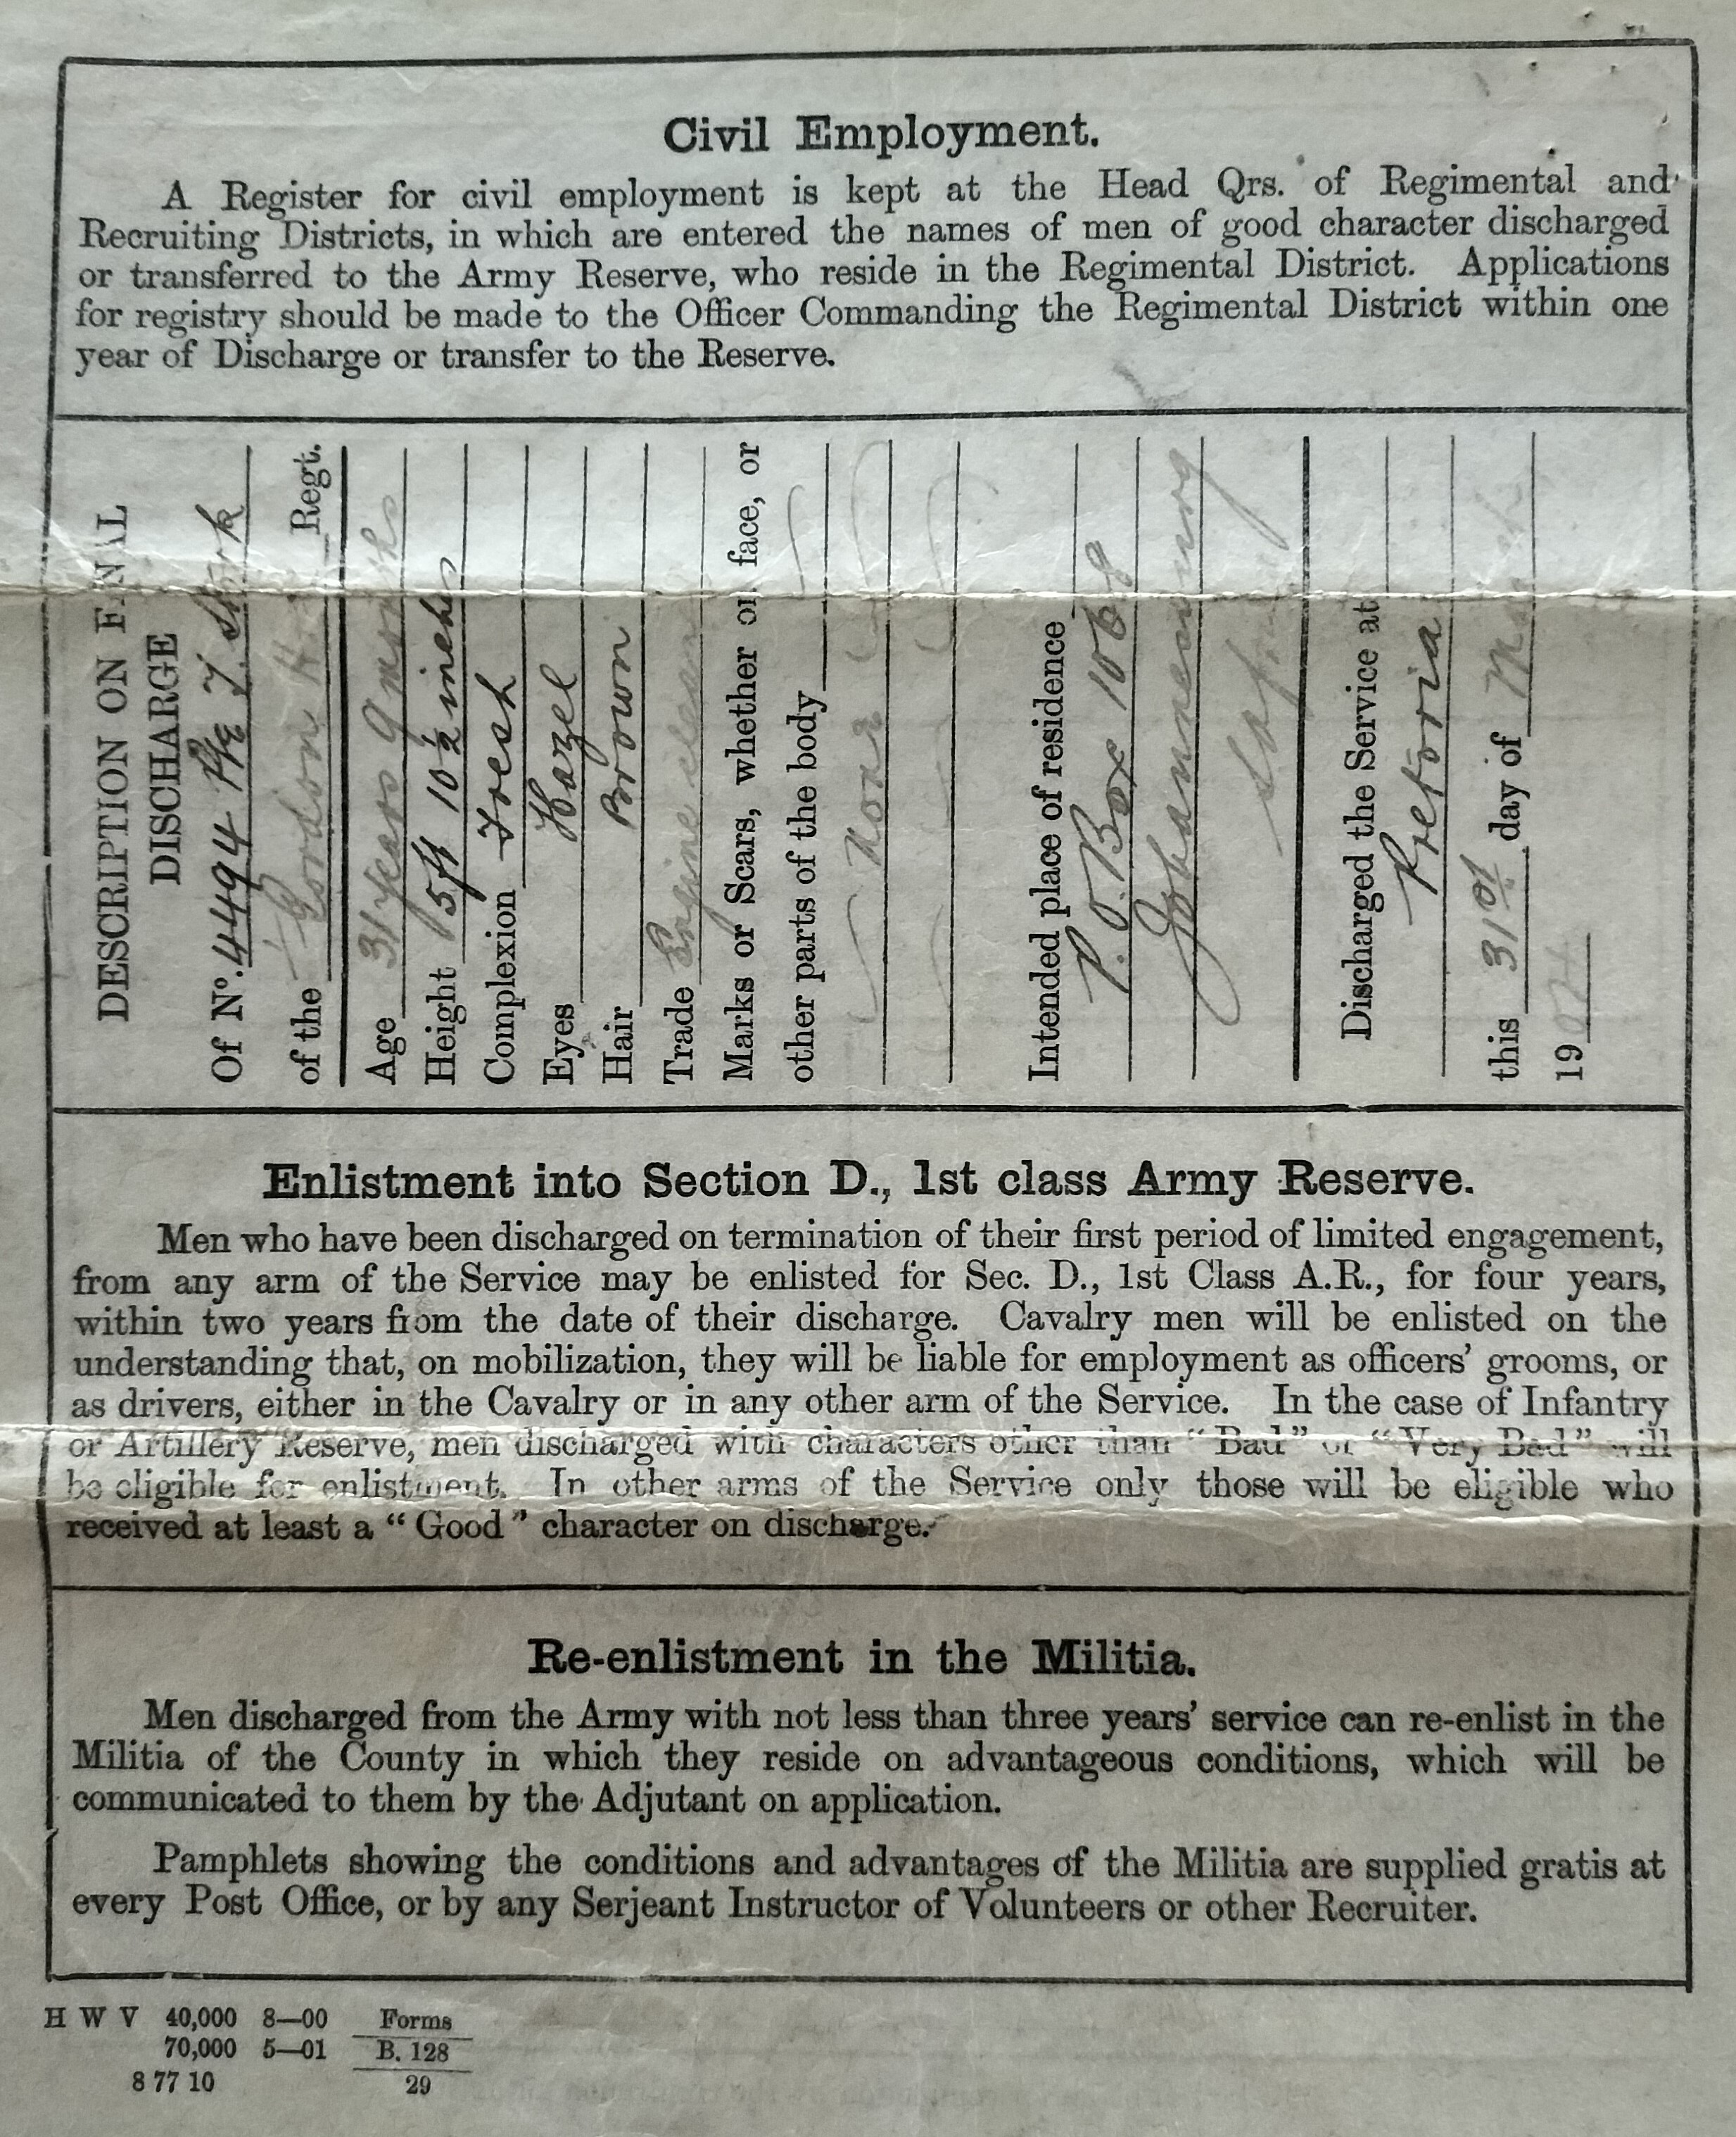 Civil Employment.
A Register for civil employment is kept at the Head Qrs. of Regimental and
Recruiting Districts, in which are entered the names of men of good character discharged
or transferred to the Army Reserve, who reside in the Regimental District. Applications
for registry should be made to the Officer Commanding the Regimental District within one
year of Discharge or transfer to the Reserve.
DESCRIPTION ON FINAL
DISCHARGE
Of No. 4494 Pte J.
of the Gordon Regt.
Age 31 years 9 months
Height 5ft 10½ inches
Complexion Fresh
Eyes Hazel
Hair Brown
Trade Engine cleaner
Marks or Scars, whether on face, or
other parts of the body
Intended place of residence
P.O. Box 1068
Johannesburg
Discharged the Service at
Pretoria
this 31st day of March
190
Enlistment into Section D., 1st class Army Reserve.
Men who have been discharged on termination of their first period of limited engagement,
from any arm of the Service may be enlisted for Sec. D., 1st Class A.R., for four years,
within two years from the date of their discharge. Cavalry men will be enlisted on the
understanding that, on mobilization, they will be liable for employment as officers' grooms, or
as drivers, either in the Cavalry or in any other arm of the Service. In the case of Infantry
or Artillery Reserve, men discharged with characters other than "Bad" or "Very Bad" will
be eligible for enlistment. In other arms of the Service only those will be eligible who
received at least a "Good" character on discharge.
Re-enlistment in the Militia.
Men discharged from the Army with not less than three years' service can re-enlist in the
Militia of the County in which they reside on advantageous conditions, which will be
communicated to them by the Adjutant on application.
Pamphlets showing the conditions and advantages of the Militia are supplied gratis at
every Post Office, or by any Serjeant Instructor of Volunteers or other Recruiter.
H W V 40,000 8—00 Forms
70,000 5—01 B. 128
8 77 10 29